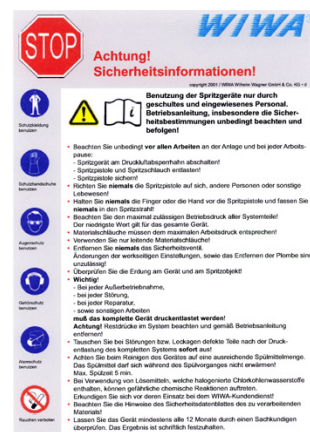 WIWA
STOP
Achtung!
Sicherheitsinformationen!
copyright 2001 / WIWA Wilhelm Wagner GmbH & Co. KG
Benutzung der Spritzgeräte nur durch
geschultes und eingewiesenes Personal.
Betriebsanleitung, insbesondere die Sicher-
heitsbestimmungen unbedingt beachten und
befolgen!
Schutzkleidung
benutzen
Schutzhandschuhe
benutzen
Augenschutz
benutzen
Gehörschutz
benutzen
Atemschutz
benutzen
Rauchen verboten
• Beachten Sie unbedingt vor allen Arbeiten an der Anlage und bei jeder Arbeits-
pause:
- Spritzgerät am Druckluftabsperrhahn abschalten!
- Spritzpistole und Spritzschlauch entlasten!
- Spritzpistole sichern!
• Richten Sie niemals die Spritzpistole auf sich, andere Personen oder sonstige
Lebewesen!
• Halten Sie niemals die Finger oder die Hand vor die Spritzpistole und fassen Sie
niemals in den Spritzstrahl!
• Beachten Sie den maximal zulässigen Betriebsdruck aller Systemteile!
Der niedrigste Wert gilt für das gesamte Gerät.
• Materialschläuche müssen dem maximalen Arbeitsdruck entsprechen!
• Verwenden Sie nur leitende Materialschläuche!
• Entfernen Sie niemals das Sicherheitsventil.
Änderungen der werkseitigen Einstellungen, sowie das Entfernen der Plombe sind
unzulässig!
• Überprüfen Sie die Erdung am Gerät und am Spritzobjekt!
• Wichtig!
- Bei jeder Außerbetriebnahme,
- bei jeder Störung,
- bei jeder Reparatur,
- sowie sonstigen Arbeiten
muß das komplette Gerät druckentlastet werden!
Achtung! Restdrücke im System beachten und gemäß Betriebsanleitung
entfernen!
• Tauschen Sie bei Störungen bzw. Leckagen defekte Teile nach der Druck-
entlastung des kompletten Systems sofort aus!
• Achten Sie beim Reinigen des Gerätes auf eine ausreichende Spülmittelmenge.
Das Spülmittel darf sich während des Spülvorganges nicht erwärmen!
Max. Spülzeit 5 min.
• Bei Verwendung von Lösemitteln, welche halogenierte Chlorkohlenwasserstoffe
enthalten, können gefährliche chemische Reaktionen auftreten.
Erkundigen Sie sich vor deren Einsatz bei dem WIWA-Kundendienst!
• Beachten Sie die Hinweise des Sicherheitsdatenblattes des zu verarbeitenden
Materials!
• Lassen Sie das Gerät mindestens alle 12 Monate durch einen Sachkundigen
überprüfen. Das Ergebnis ist schriftlich festzuhalten.